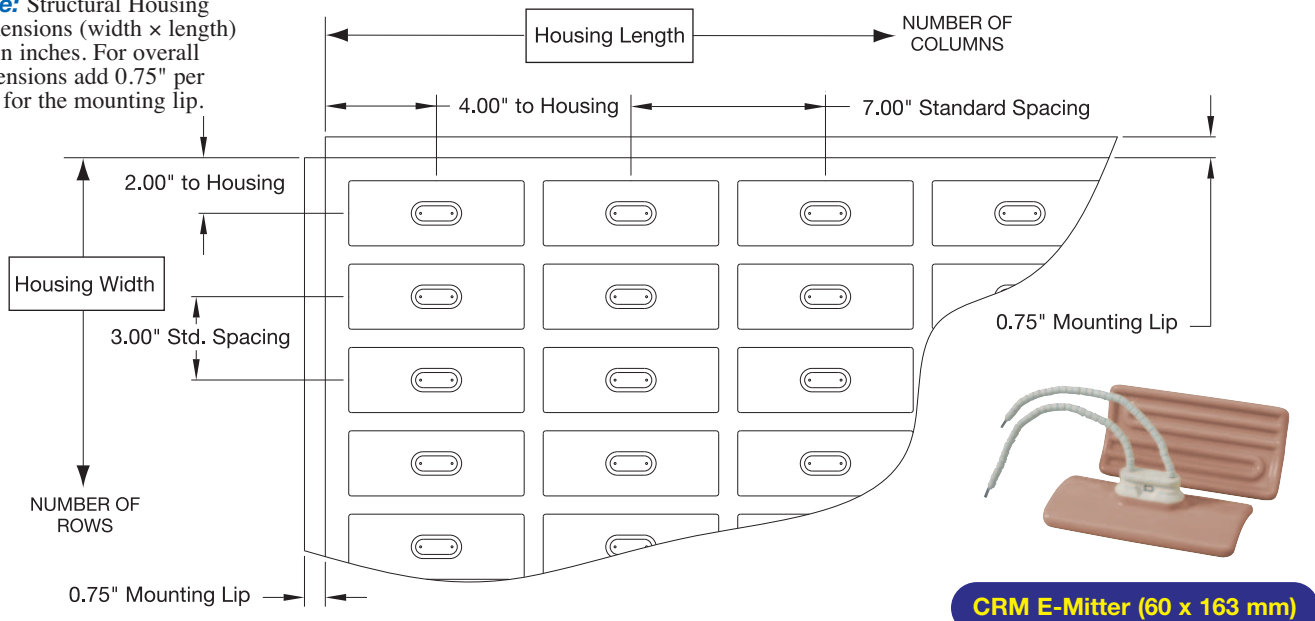 Structural Housing
(width × length)
n inches. For overall
add 0.75" per
for the mounting lip.
Housing Length
NUMBER OF
COLUMNS
4.00" to Housing
7.00" Standard Spacing
2.00" to Housing
Housing Width
3.00" Std. Spacing
0.75" Mounting Lip
NUMBER OF
ROWS
0.75" Mounting Lip
CRM E-Mitter (60 x 163 mm)